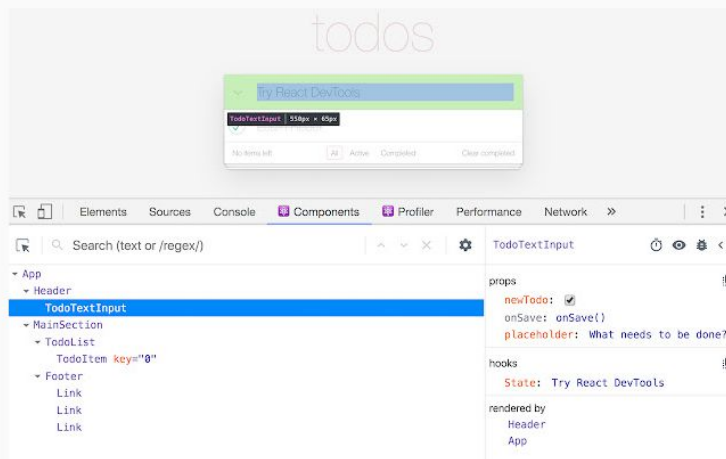 todos
Try React DevTools
TodoTextInput | 550px × 65px
No items left All Active Completed Clear completed
Elements Sources Console Components Profiler Performance Network »
Search (text or /regex/)
TodoTextInput
App
Header
TodoTextInput
MainSection
TodoList
TodoItem key="0"
Footer
Link
Link
Link
props
newTodo:
onSave: onSave()
placeholder: What needs to be done?
hooks
State: Try React DevTools
rendered by
Header
App